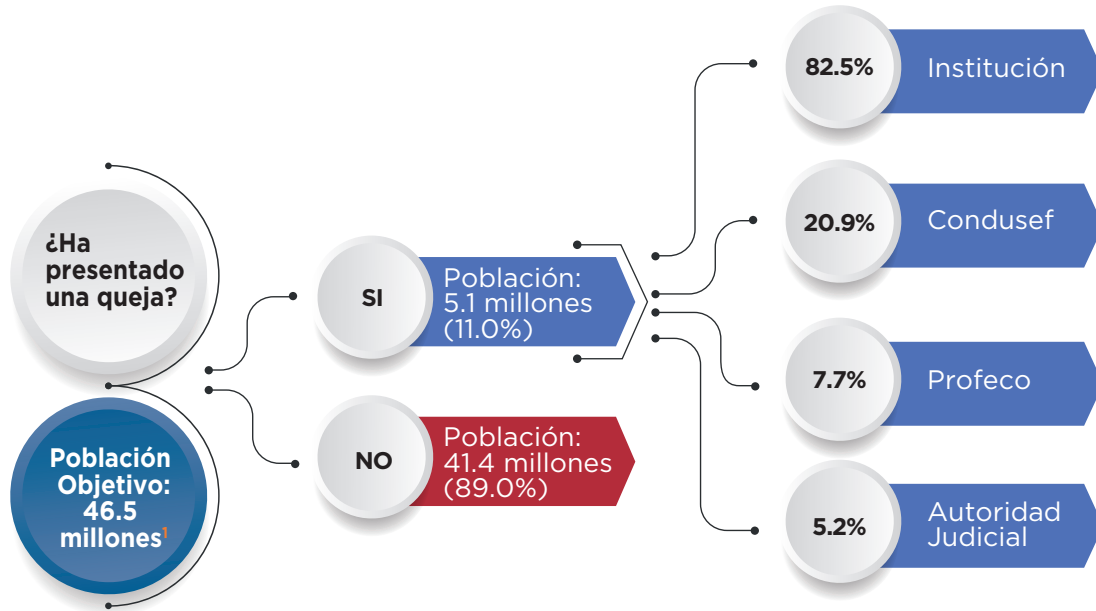 ¿Ha
presentado
una queja?
Población
Objetivo:
46.5
millones¹
SI
Población:
5.1 millones
(11.0%)
NO
Población:
41.4 millones
(89.0%)
82.5%
Institución
20.9%
Condusef
7.7%
Profeco
5.2%
Autoridad
Judicial